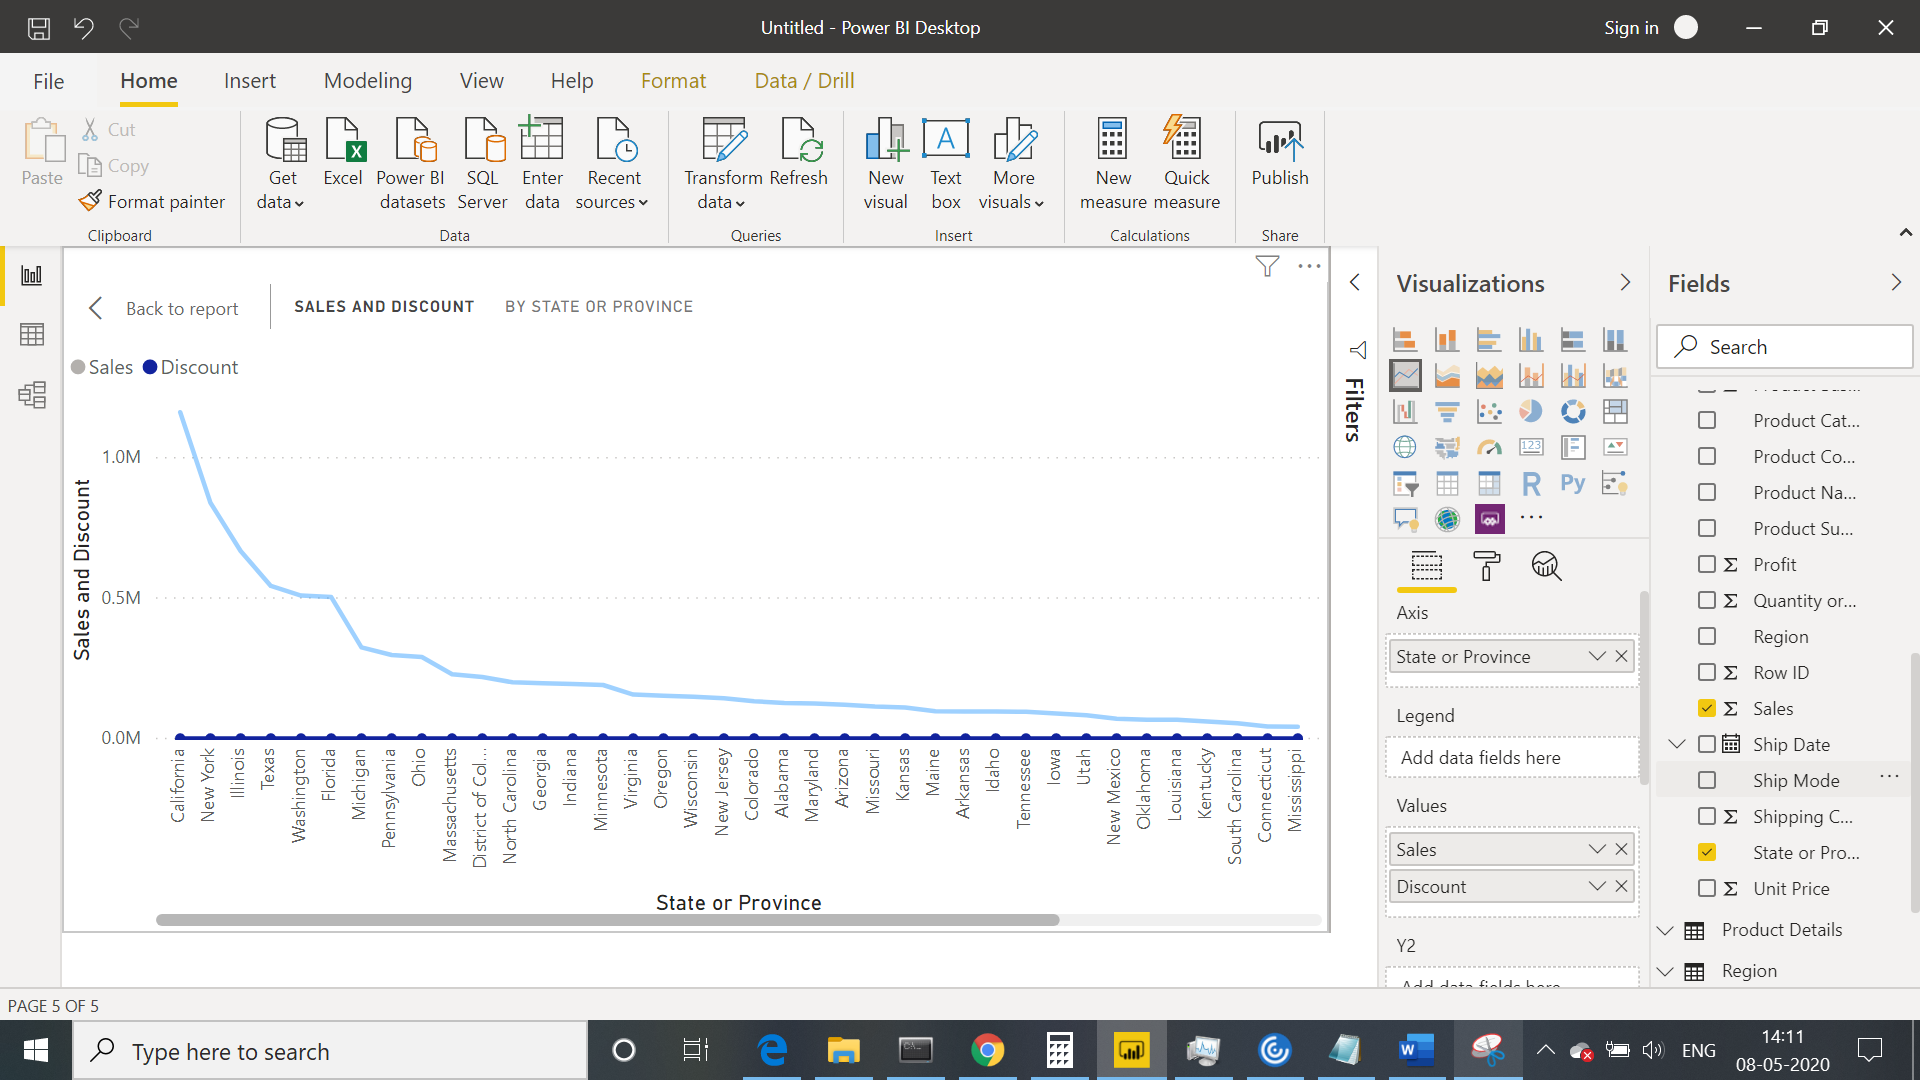 Untitled - Power BI Desktop
Sign in
File
Home
Insert
Modeling
View
Help
Format
Data / Drill
Paste
Cut
Copy
Format painter
Clipboard
Get data
Excel
Power BI datasets
SQL Server
Enter data
Recent sources
Data
Transform data
Refresh
Queries
New visual
A
Text box
More visuals
Insert
New measure
Quick measure
Calculations
Publish
Share
Back to report
SALES AND DISCOUNT
BY STATE OR PROVINCE
Sales
Discount
Sales and Discount
1.0M
0.5M
0.0M
California
New York
Illinois
Texas
Washington
Florida
Michigan
Pennsylvania
Ohio
Massachusetts
District of Col...
North Carolina
Georgia
Indiana
Minnesota
Virginia
Oregon
Wisconsin
New Jersey
Colorado
Alabama
Maryland
Arizona
Missouri
Kansas
Maine
Arkansas
Idaho
Tennessee
Iowa
Utah
New Mexico
Oklahoma
Louisiana
Kentucky
South Carolina
Connecticut
Mississippi
State or Province
Filters
Visualizations
123
R
Py
Axis
State or Province
Legend
Add data fields here
Values
Sales
Discount
Y2
Add data fields here
Fields
Search
Product Cat...
Product Co...
Product Na...
Product Su...
Σ Profit
Σ Quantity or...
Region
Σ Row ID
Σ Sales
Ship Date
Ship Mode
Σ Shipping C...
State or Pro...
Σ Unit Price
Product Details
Region
PAGE 5 OF 5
Type here to search
ENG
14:11
08-05-2020